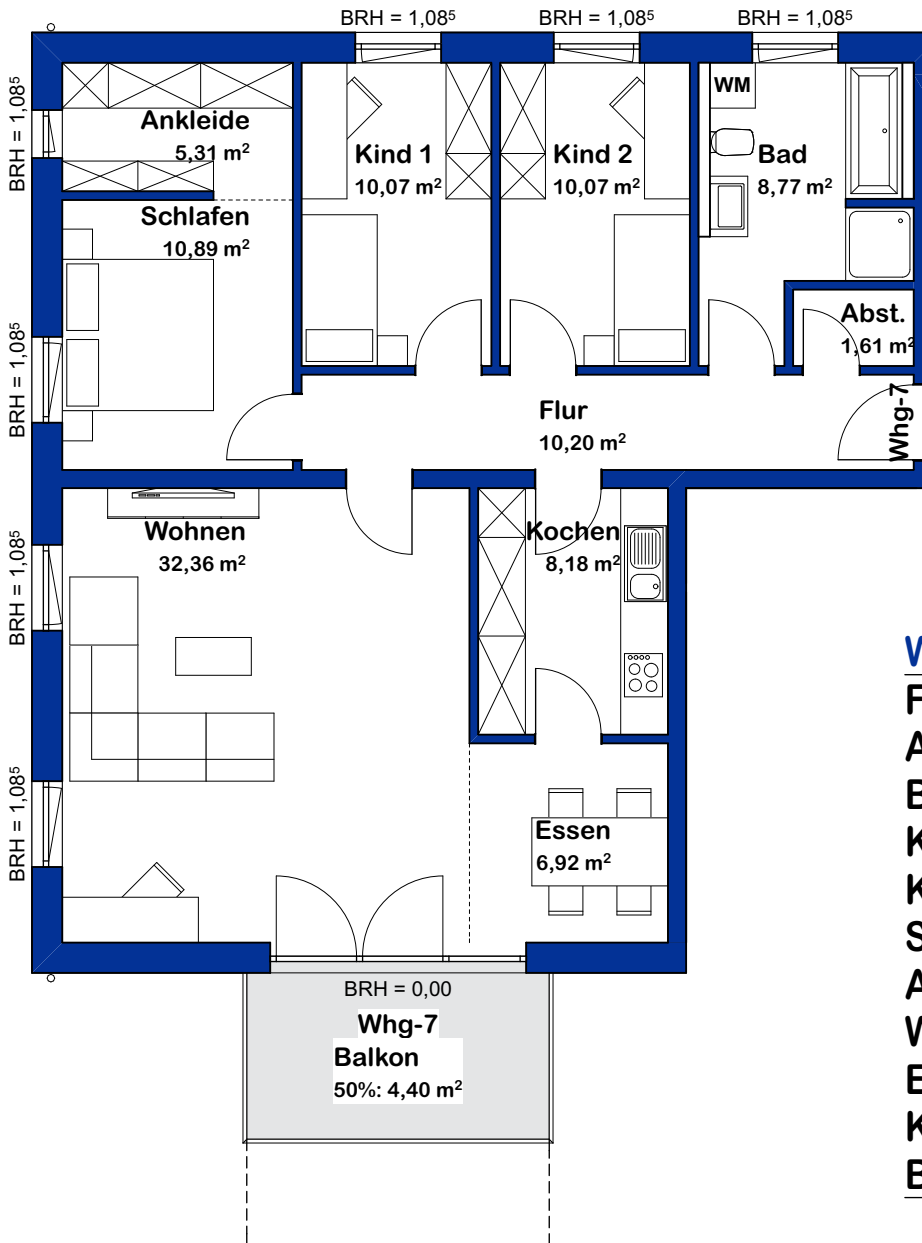 BRH = 1,08⁵
BRH = 1,08⁵
BRH = 1,08⁵
BRH = 1,08⁵
Ankleide
5,31 m²
Kind 1
10,07 m²
Kind 2
10,07 m²
WM
Bad
8,77 m²
Schlafen
10,89 m²
Abst.
1,61 m²
BRH = 1,08⁵
Flur
10,20 m²
Whg-7
Wohnen
32,36 m²
Kochen
8,18 m²
BRH = 1,08⁵
BRH = 1,08⁵
Essen
6,92 m²
BRH = 0,00
Whg-7
Balkon
50%: 4,40 m²
W
F
A
B
K
K
S
A
W
E
K
B